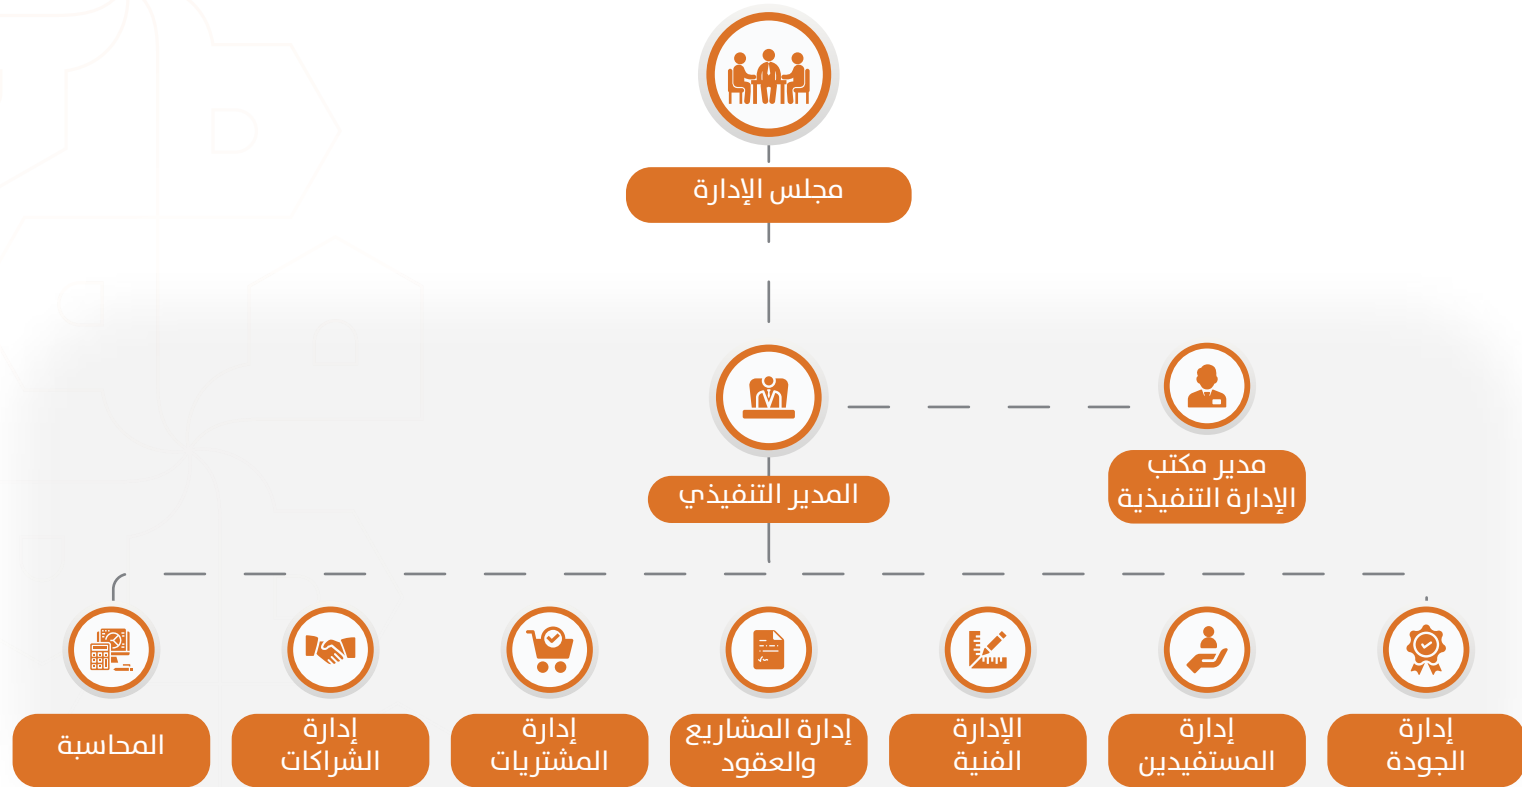 مجلس الإدارة
المدير التنفيذي
مدير مكتب
الإدارة التنفيذية
إدارة
الجودة
إدارة
المستفيدين
الإدارة
الفنية
إدارة المشاريع
والعقود
إدارة
المشتريات
إدارة
الشراكات
المحاسبة